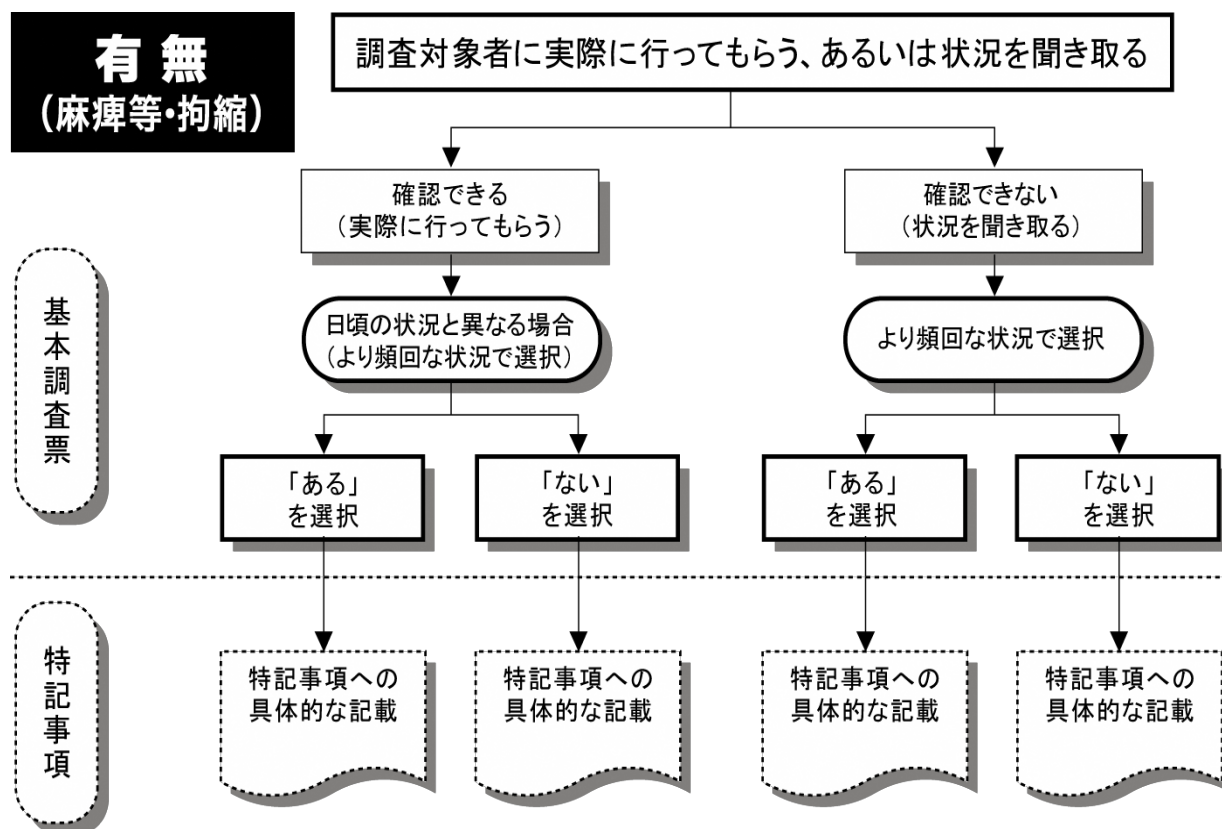 有無
（麻痺等・拘縮）
調査対象者に実際に行ってもらう、あるいは状況を聞き取る
確認できる
（実際に行ってもらう）
確認できない
（状況を聞き取る）
基本調査票
日頃の状況と異なる場合
（より頻回な状況で選択）
より頻回な状況で選択
「ある」
を選択
「ない」
を選択
「ある」
を選択
「ない」
を選択
特記事項
特記事項への
具体的な記載
特記事項への
具体的な記載
特記事項への
具体的な記載
特記事項への
具体的な記載